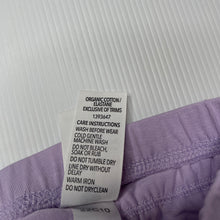 ORGANIC COTTON/
ELASTANE
EXCLUSIVE OF TRIMS
1293647
CARE INSTRUCTIONS
WASH BEFORE WEAR
COLD GENTLE
MACHINE WASH
DO NOT BLEACH,
SOAK OR RUB
DO NOT TUMBLE DRY
LINE DRY WITHOUT
DELAY
WARM IRON
DO NOT DRYCLEAN